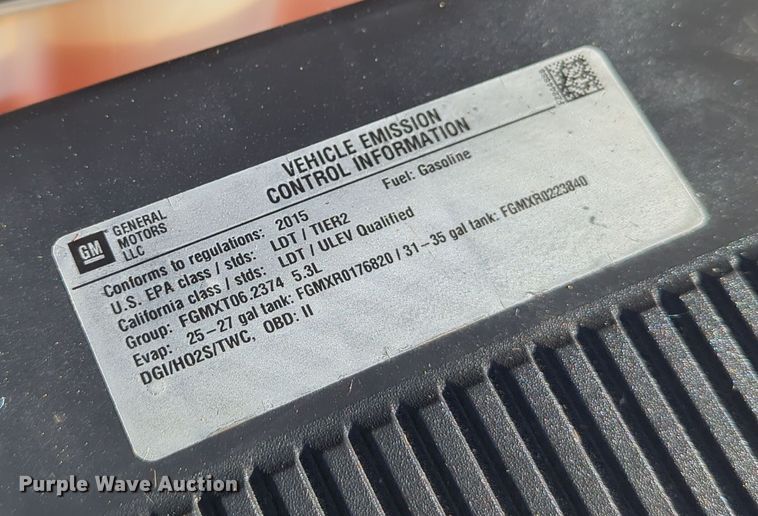 VEHICLE EMISSION
CONTROL INFORMATION
GM
GENERAL
MOTORS
LLC
Fuel: Gasoline
Conforms to regulations: 2015
U.S. EPA class / stds: LDT / TIER2
California class / stds: LDT / ULEV Qualified
Group: FGMXT06.2374 5.3L
Evap: 25-27 gal tank: FGMXR0176820 / 31-35 gal tank: FGMXR0223840
DGI/HO2S/TWC, OBD: II
Purple Wave Auction